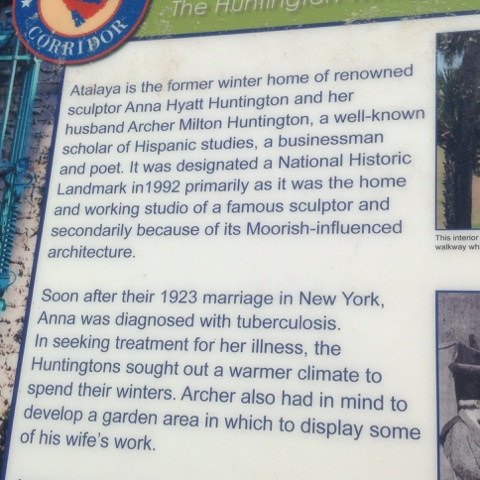 CORRIDOR
The Huntington
Atalaya is the former winter home of renowned
sculptor Anna Hyatt Huntington and her
husband Archer Milton Huntington, a well-known
scholar of Hispanic studies, a businessman
and poet. It was designated a National Historic
Landmark in1992 primarily as it was the home
and working studio of a famous sculptor and
secondarily because of its Moorish-influenced
architecture.
Soon after their 1923 marriage in New York,
Anna was diagnosed with tuberculosis.
In seeking treatment for her illness, the
Huntingtons sought out a warmer climate to
spend their winters. Archer also had in mind to
develop a garden area in which to display some
of his wife's work.
This interior
walkway wh